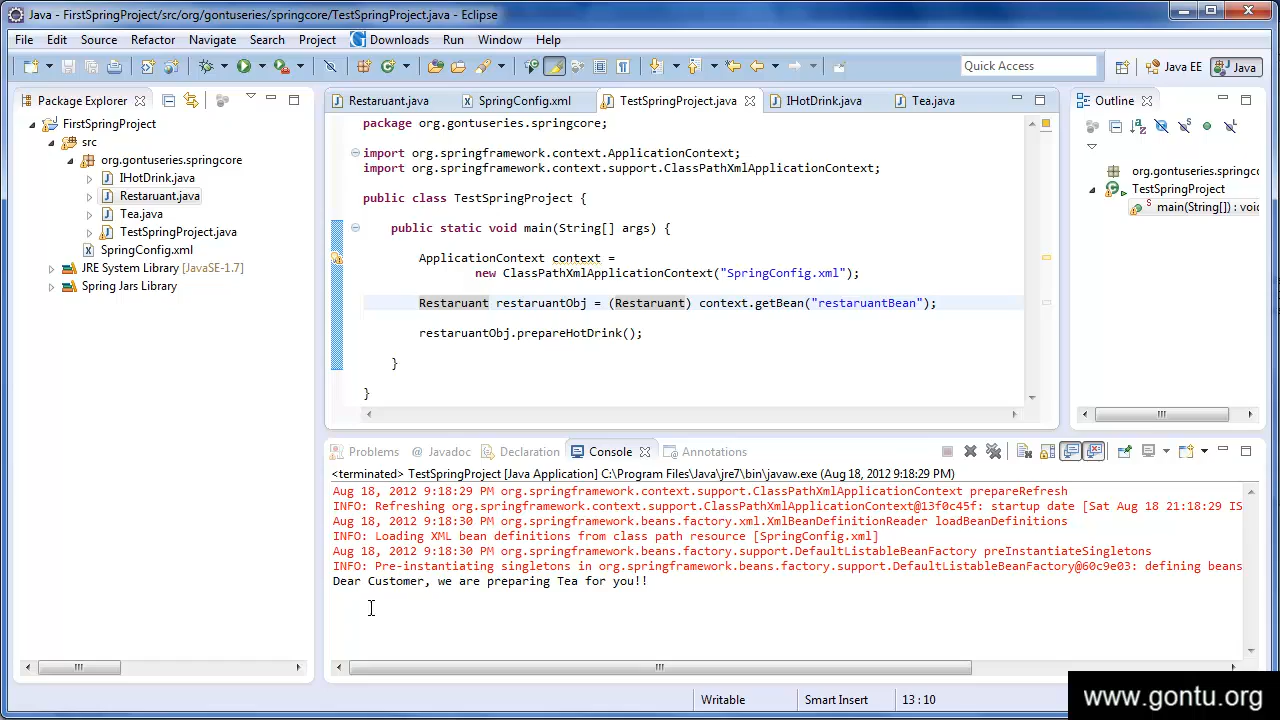 Java - FirstSpringProject/src/org/gontuseries/springcore/TestSpringProject.java - Eclipse
File Edit Source Refactor Navigate Search Project Downloads Run Window Help
Quick Access
Java EE
Java
Package Explorer
FirstSpringProject
src
org.gontuseries.springcore
IHotDrink.java
Restaruant.java
Tea.java
TestSpringProject.java
SpringConfig.xml
JRE System Library [JavaSE-1.7]
Spring Jars Library
Restaruant.java SpringConfig.xml TestSpringProject.java IHotDrink.java Tea.java
package org.gontuseries.springcore;
import org.springframework.context.ApplicationContext;
import org.springframework.context.support.ClassPathXmlApplicationContext;
public class TestSpringProject {
public static void main(String[] args) {
ApplicationContext context =
new ClassPathXmlApplicationContext("SpringConfig.xml");
Restaruant restaruantObj = (Restaruant) context.getBean("restaruantBean");
restaruantObj.prepareHotDrink();
}
}
Outline
org.gontuseries.springco
TestSpringProject
main(String[]) : voi
Problems @ Javadoc Declaration Console Annotations
<terminated> TestSpringProject [Java Application] C:\Program Files\Java\jre7\bin\javaw.exe (Aug 18, 2012 9:18:29 PM)
Aug 18, 2012 9:18:29 PM org.springframework.context.support.ClassPathXmlApplicationContext prepareRefresh
INFO: Refreshing org.springframework.context.support.ClassPathXmlApplicationContext@13f0c45f: startup date [Sat Aug 18 21:18:29 IS
Aug 18, 2012 9:18:30 PM org.springframework.beans.factory.xml.XmlBeanDefinitionReader loadBeanDefinitions
INFO: Loading XML bean definitions from class path resource [SpringConfig.xml]
Aug 18, 2012 9:18:30 PM org.springframework.beans.factory.support.DefaultListableBeanFactory preInstantiateSingletons
INFO: Pre-instantiating singletons in org.springframework.beans.factory.support.DefaultListableBeanFactory@60c9e03: defining beans
Dear Customer, we are preparing Tea for you!!
Writable Smart Insert 13:10
www.gontu.org